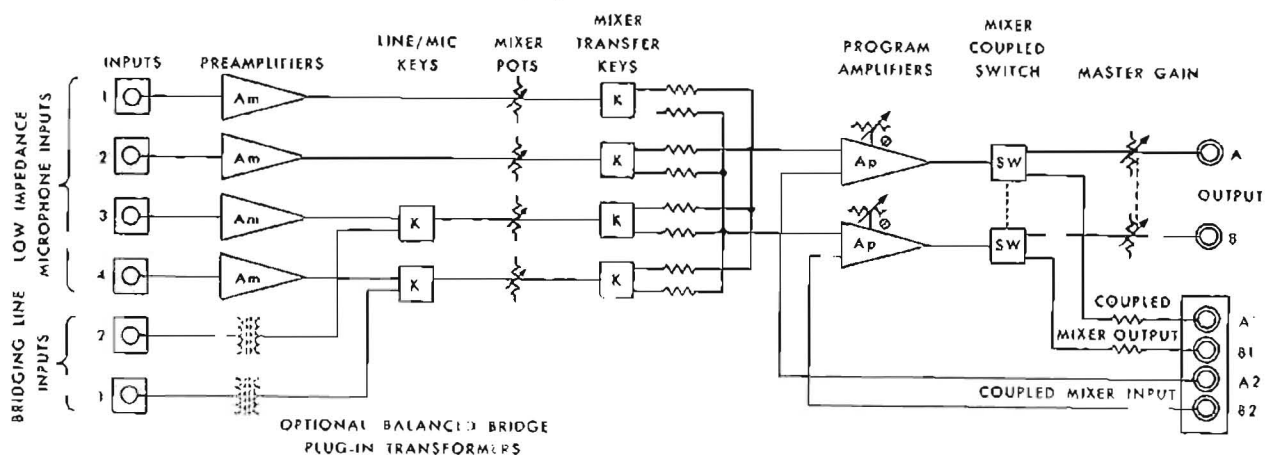 INPUTS
PREAMPLIFIERS
LINE/MIC
KEYS
MIXER
POTS
MIXER
TRANSFER
KEYS
PROGRAM
AMPLIFIERS
MIXER
COUPLED
SWITCH
MASTER GAIN
LOW IMPEDANCE
MICROPHONE INPUTS
1
Am
K
2
Am
K
Ap
SW
A
3
Am
K
K
OUTPUT
Ap
SW
B
4
Am
K
K
BRIDGING LINE
INPUTS
2
1
COUPLED
MIXER OUTPUT
COUPLED MIXER INPUT
A1
B1
A2
B2
OPTIONAL BALANCED BRIDGE
PLUG-IN TRANSFORMERS